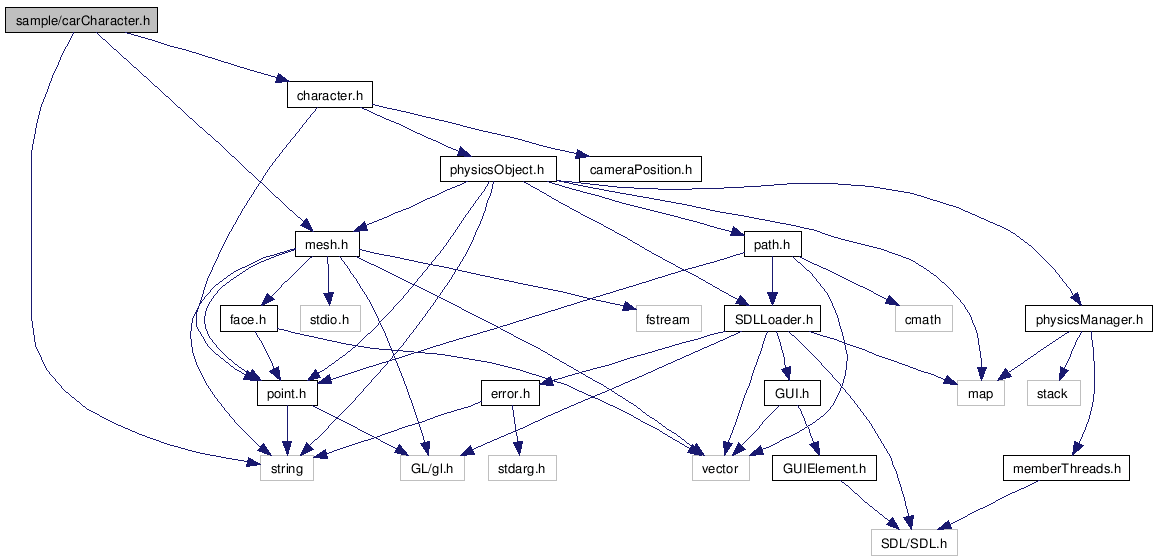 sample/carCharacter.h
character.h
physicsObject.h
cameraPosition.h
mesh.h
path.h
face.h
stdio.h
fstream
SDLLoader.h
cmath
physicsManager.h
point.h
error.h
GUI.h
map
stack
string
GL/gl.h
stdarg.h
vector
GUIElement.h
memberThreads.h
SDL/SDL.h